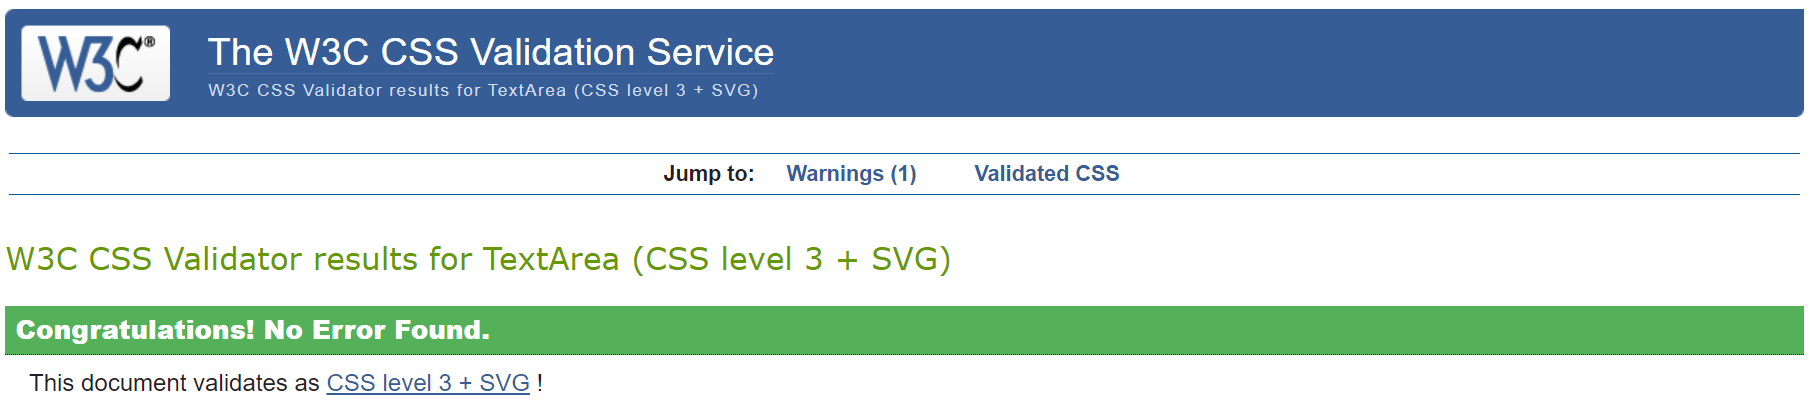 W3C®
The W3C CSS Validation Service
W3C CSS Validator results for TextArea (CSS level 3 + SVG)
Jump to: Warnings (1) Validated CSS
W3C CSS Validator results for TextArea (CSS level 3 + SVG)
Congratulations! No Error Found.
This document validates as CSS level 3 + SVG !